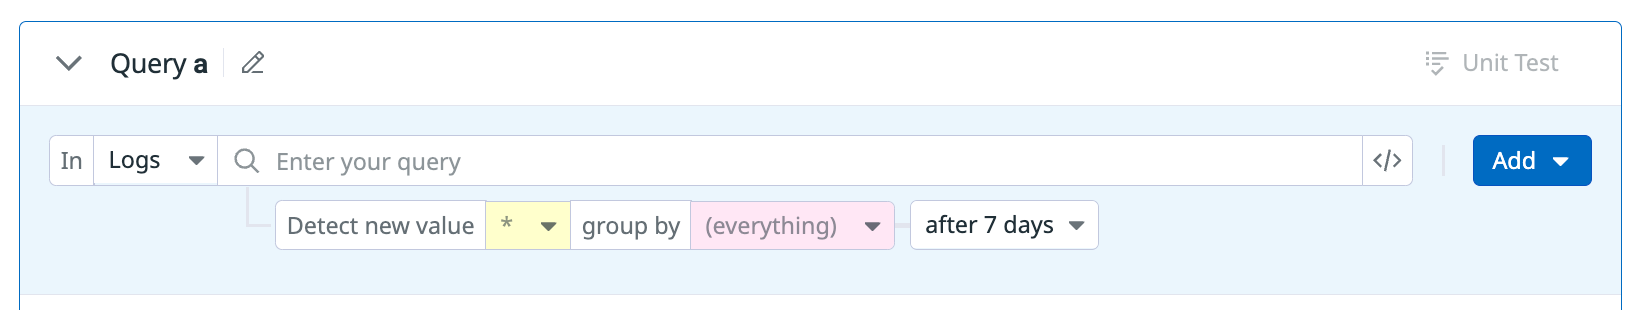 Query a
Unit Test
In Logs Enter your query </> Add
Detect new value * group by (everything) after 7 days